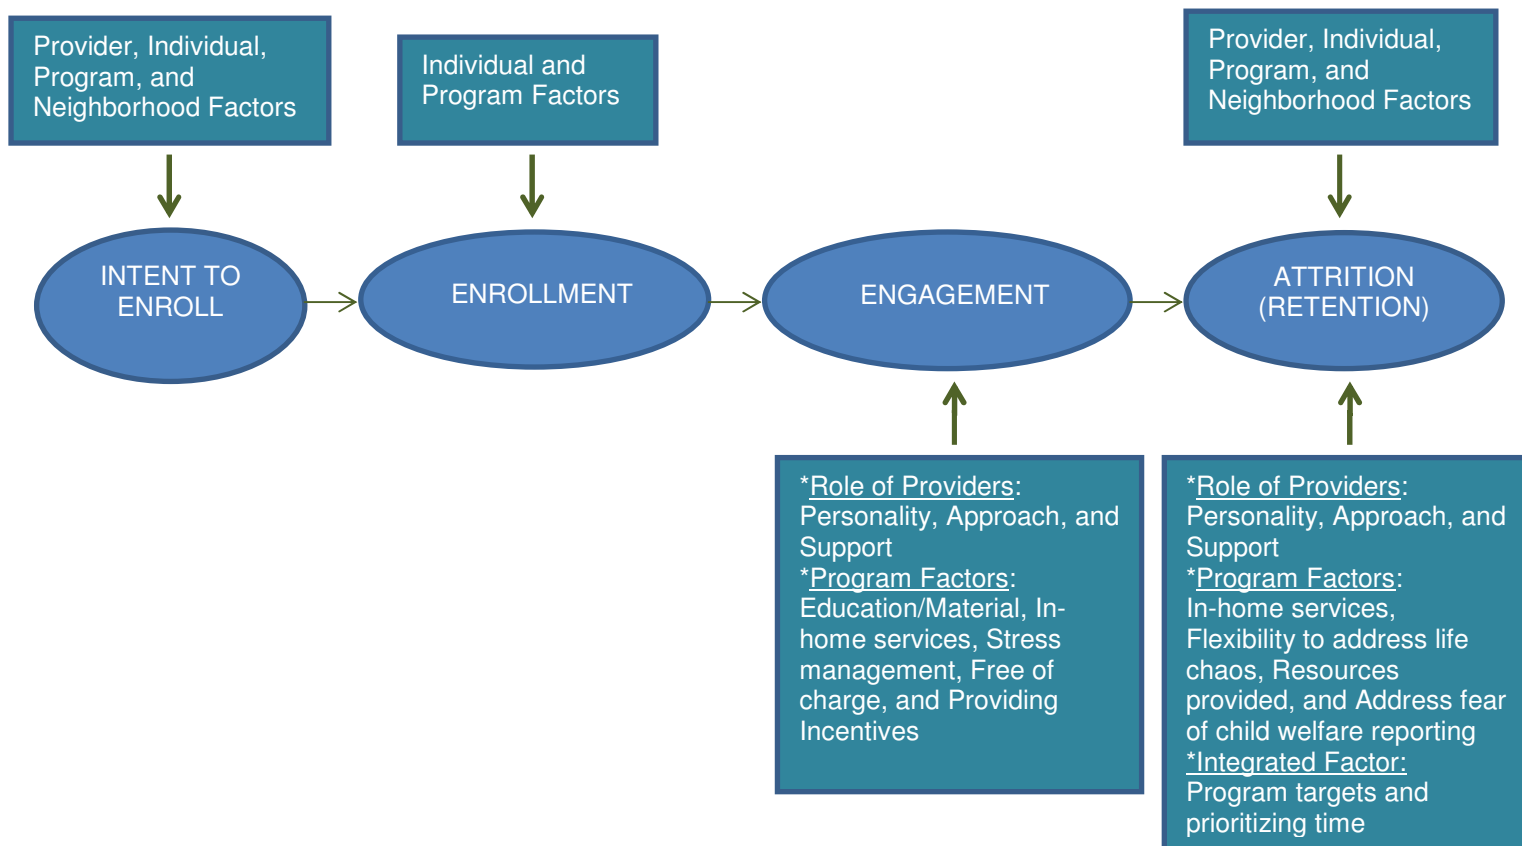 Provider, Individual,
Program, and
Neighborhood Factors
Individual and
Program Factors
Provider, Individual,
Program, and
Neighborhood Factors
INTENT TO
ENROLL
ENROLLMENT
ENGAGEMENT
ATTRITION
(RETENTION)
*Role of Providers:
Personality, Approach, and
Support
*Program Factors:
Education/Material, In-
home services, Stress
management, Free of
charge, and Providing
Incentives
*Role of Providers:
Personality, Approach, and
Support
*Program Factors:
In-home services,
Flexibility to address life
chaos, Resources
provided, and Address fear
of child welfare reporting
*Integrated Factor:
Program targets and
prioritizing time